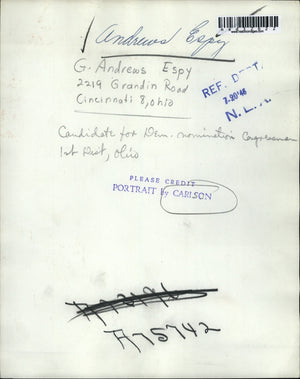 Andrews Espy
G. Andrews Espy
2219 Grandin Road
Cincinnati 8, Ohio
REF. DEPT.
7-20'46
N. E. A.
Candidate for Dem. nomination Congressman
1st Dist, Ohio
PLEASE CREDIT
PORTRAIT By CARLSON
A75742